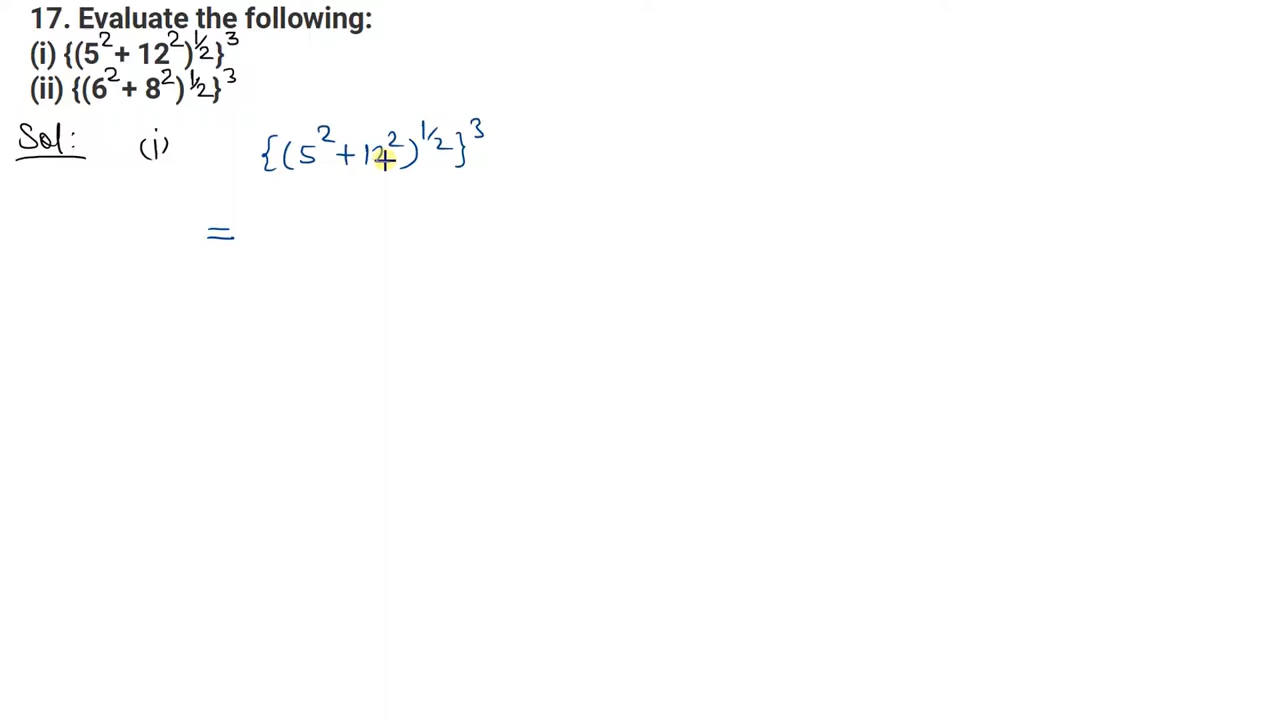 17. Evaluate the following:
(i) {(5² + 12²)^½}³
(ii) {(6² + 8²)^½}³
Sol: (i) {(5² + 12²)^1/2}³
=